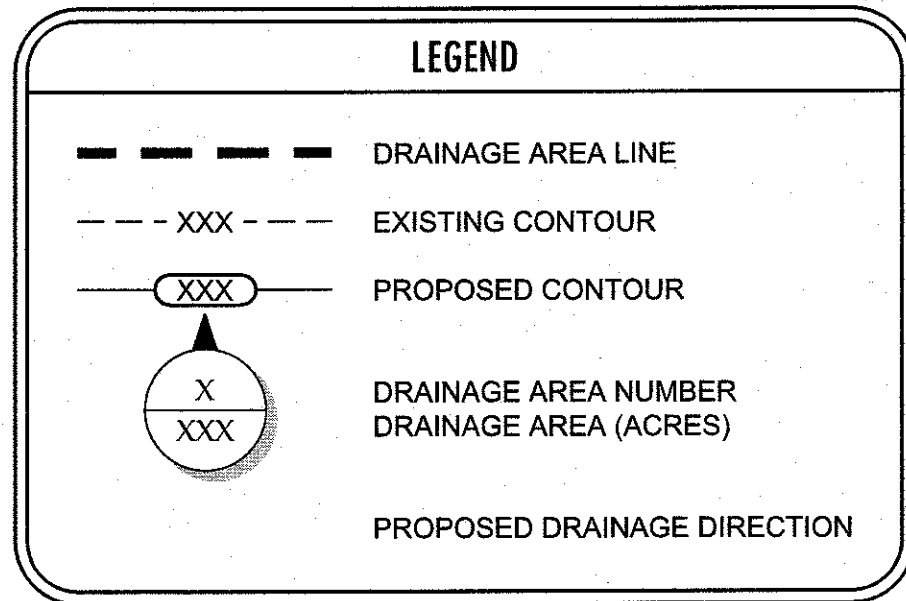 LEGEND
DRAINAGE AREA LINE
XXX EXISTING CONTOUR
XXX PROPOSED CONTOUR
X DRAINAGE AREA NUMBER
XXX DRAINAGE AREA (ACRES)
PROPOSED DRAINAGE DIRECTION